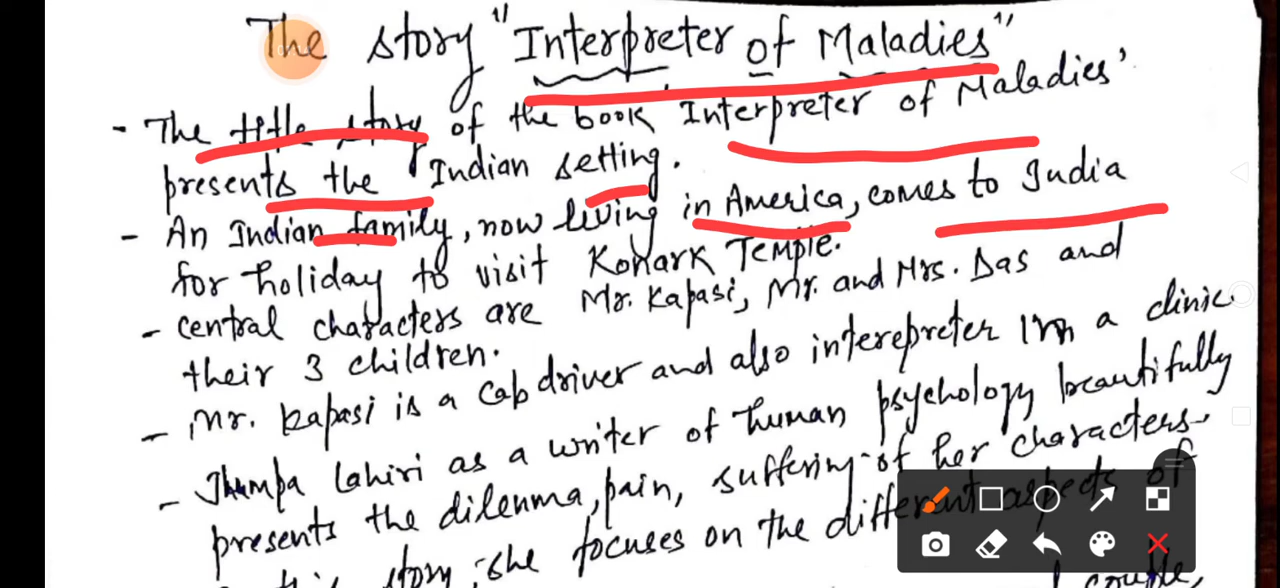 The story "Interpreter of Maladies"
- The title story of the book Interpreter of Maladies'
presents the Indian setting.
- An Indian family, now living in America, comes to India
for holiday to visit Konark Temple.
- Central characters are Mr. Kapasi, Mr. and Mrs. Das and
their 3 children.
- Mr. Kapasi is a cab driver and also interepreter in a clinic.
- Jhumpa Lahiri as a writer of human psychology beautifully
presents the dilemma, pain, suffering of her characters.
story, she focuses on the different aspects of
couple,